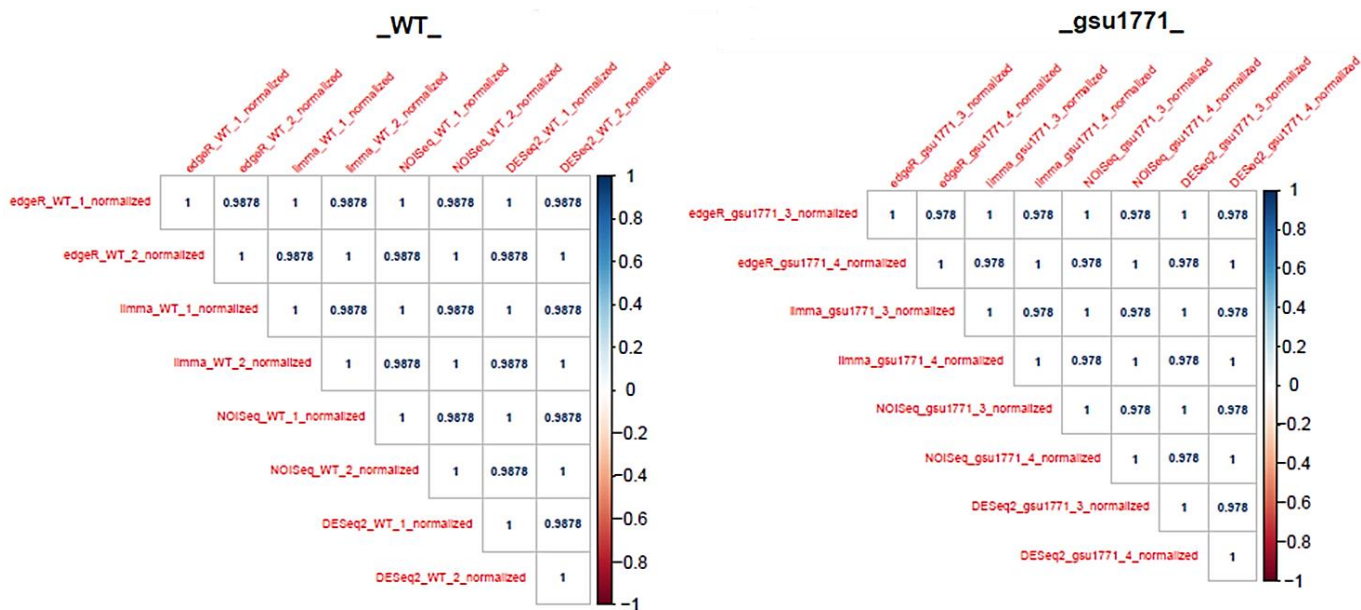 _WT_
edgeR_WT_1_normalized
edgeR_WT_2_normalized
limma_WT_1_normalized
limma_WT_2_normalized
NOISeq_WT_1_normalized
NOISeq_WT_2_normalized
DESeq2_WT_1_normalized
DESeq2_WT_2_normalized
edgeR_WT_1_normalized 1 0.9878 1 0.9878 1 0.9878 1 0.9878
edgeR_WT_2_normalized 1 0.9878 1 0.9878 1 0.9878 1
limma_WT_1_normalized 1 0.9878 1 0.9878 1 0.9878
limma_WT_2_normalized 1 0.9878 1 0.9878 1
NOISeq_WT_1_normalized 1 0.9878 1 0.9878
NOISeq_WT_2_normalized 1 0.9878 1
DESeq2_WT_1_normalized 1 0.9878
DESeq2_WT_2_normalized 1
1
0.8
0.6
0.4
0.2
0
−0.2
−0.4
−0.6
−0.8
−1
_gsu1771_
edgeR_gsu1771_3_normalized
edgeR_gsu1771_4_normalized
limma_gsu1771_3_normalized
limma_gsu1771_4_normalized
NOISeq_gsu1771_3_normalized
NOISeq_gsu1771_4_normalized
DESeq2_gsu1771_3_normalized
DESeq2_gsu1771_4_normalized
edgeR_gsu1771_3_normalized 1 0.978 1 0.978 1 0.978 1 0.978
edgeR_gsu1771_4_normalized 1 0.978 1 0.978 1 0.978 1
limma_gsu1771_3_normalized 1 0.978 1 0.978 1 0.978
limma_gsu1771_4_normalized 1 0.978 1 0.978 1
NOISeq_gsu1771_3_normalized 1 0.978 1 0.978
NOISeq_gsu1771_4_normalized 1 0.978 1
DESeq2_gsu1771_3_normalized 1 0.978
DESeq2_gsu1771_4_normalized 1
1
0.8
0.6
0.4
0.2
0
−0.2
−0.4
−0.6
−0.8
−1